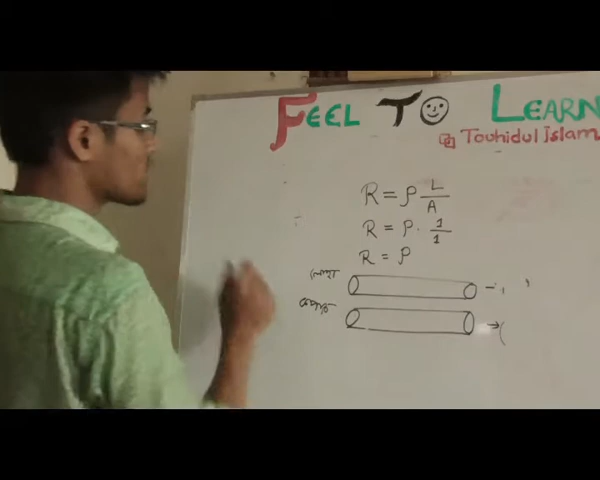 FEEL TO LEARN
Touhidul Islam
R = ρ L/A
R = ρ · 1/1
R = ρ